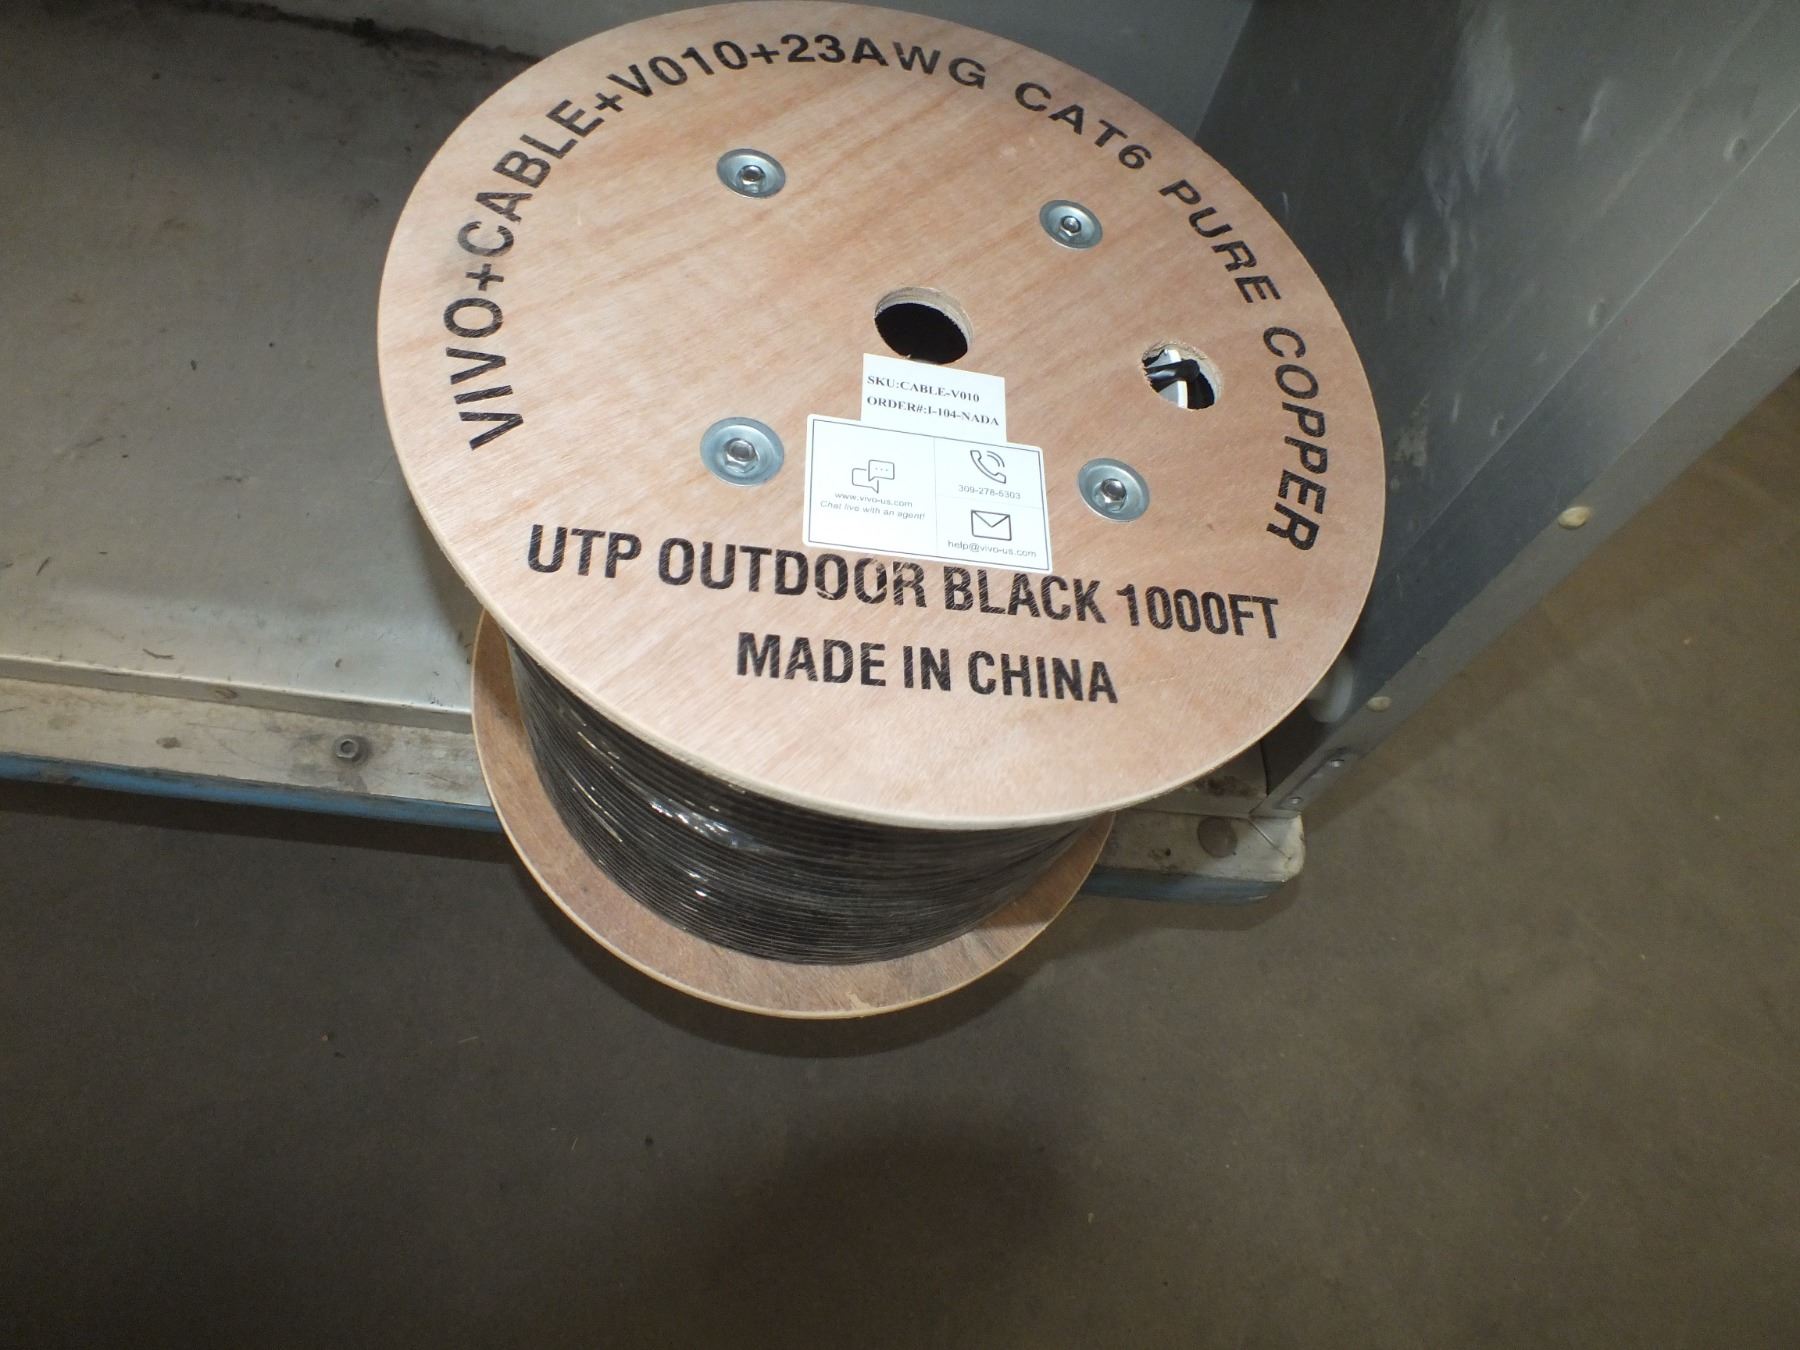 VIVO+CABLE+V010+23AWG CAT6 PURE COPPER
SKU:CABLE-V010
ORDER#:I-104-NADA
www.vivo-us.com
Chat live with an agent!
309-278-5303
help@vivo-us.com
UTP OUTDOOR BLACK 1000FT
MADE IN CHINA